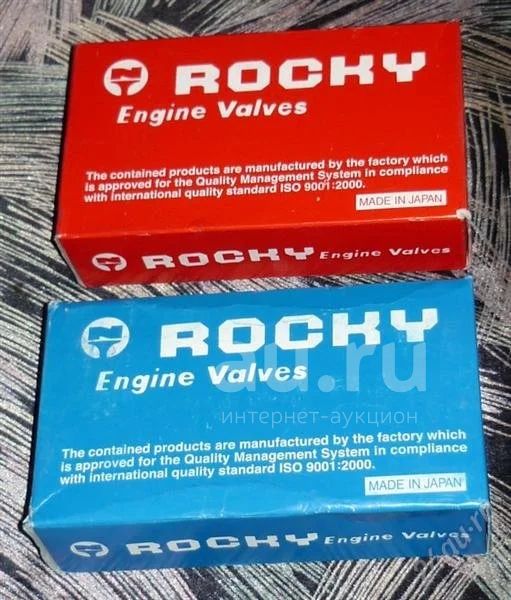 ROCKY
Engine Valves
The contained products are manufactured by the factory which
is approved for the Quality Management System in compliance
with international quality standard ISO 9001:2000.
MADE IN JAPAN
ROCKY Engine Valves
ROCKY
Engine Valves
au.ru
интернет-аукцион
The contained products are manufactured by the factory which
is approved for the Quality Management System in compliance
with international quality standard ISO 9001:2000.
MADE IN JAPAN
ROCKY Engine Valves
au.ru